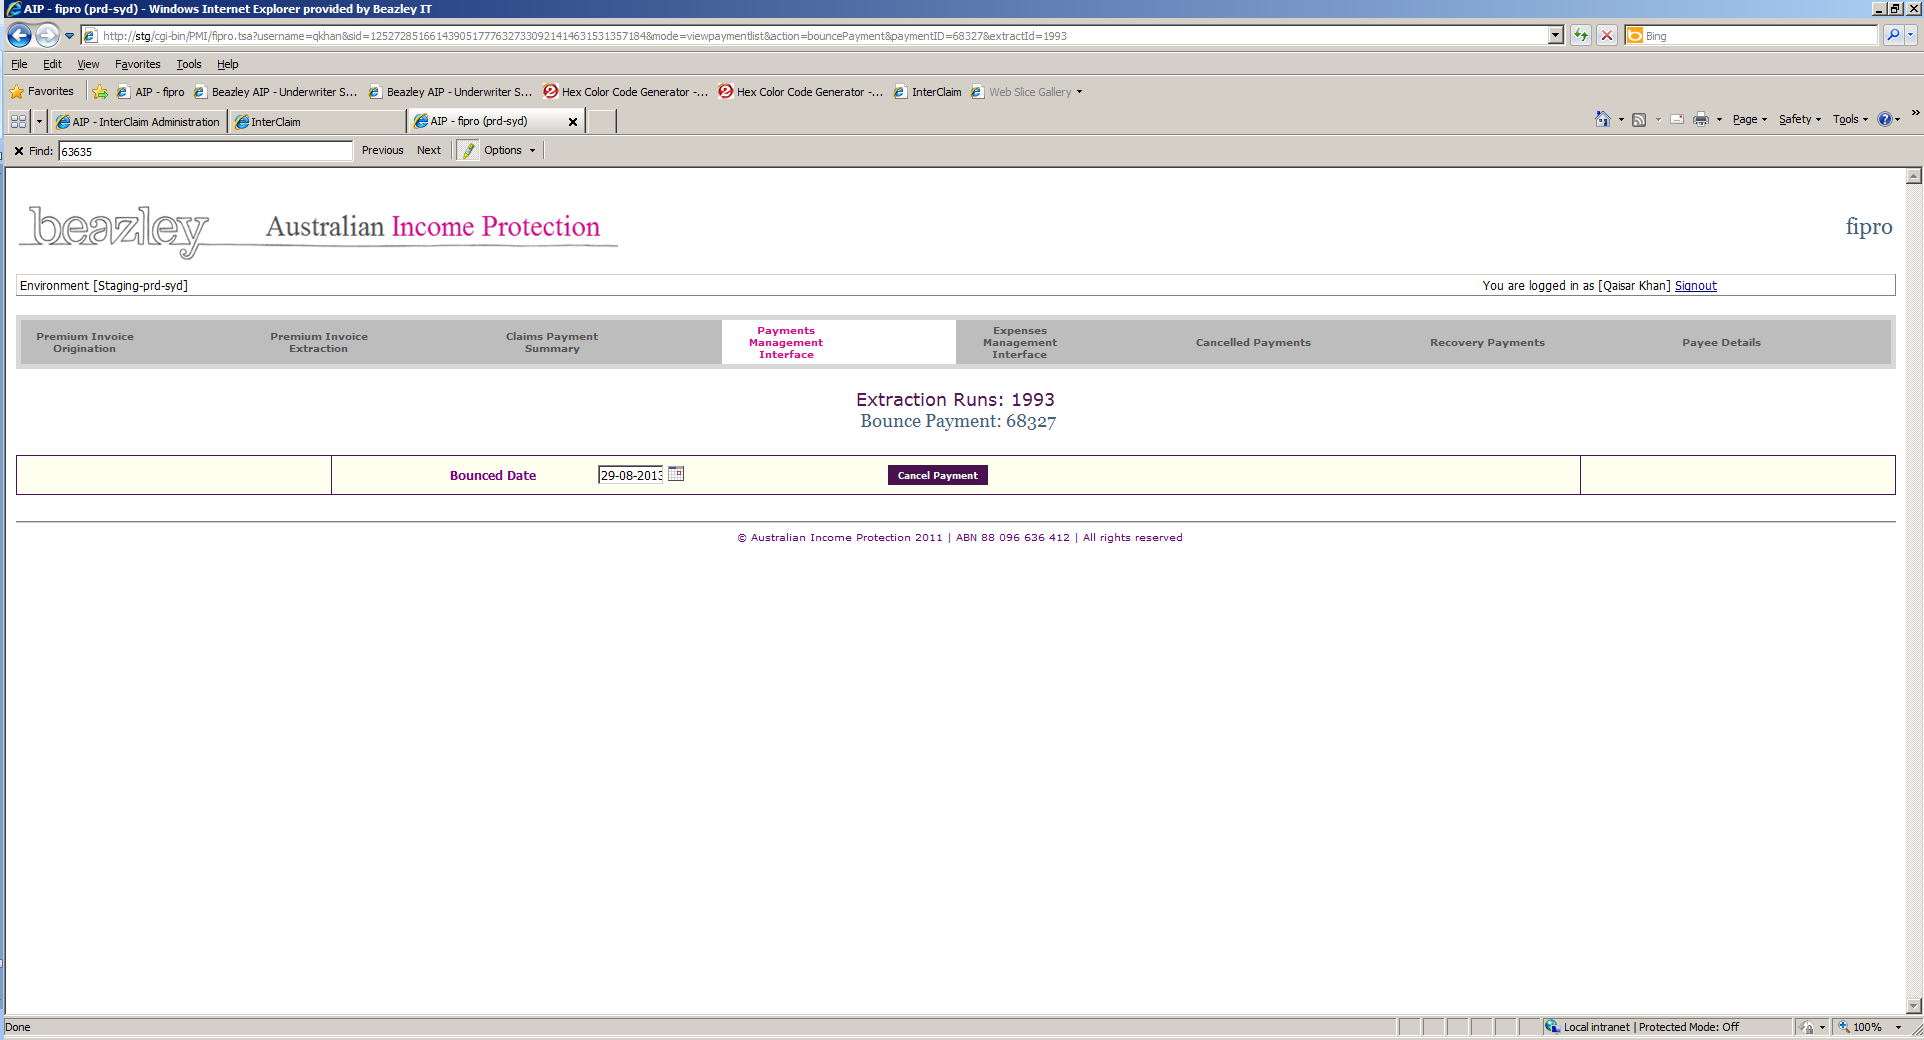 AIP - fipro (prd-syd) - Windows Internet Explorer provided by Beazley IT
http://stg/cgi-bin/PMI/fipro.tsa?username=qkhan&sid=12527285166143905177763273309214146315313571848&mode=viewpaymentlist&action=bouncePayment&paymentID=68327&extractId=1993
Bing
File Edit View Favorites Tools Help
Favorites AIP - fipro Beazley AIP - Underwriter S... Beazley AIP - Underwriter S... Hex Color Code Generator -... Hex Color Code Generator -... InterClaim Web Slice Gallery
AIP - InterClaim Administration InterClaim AIP - fipro (prd-syd) Page Safety Tools
Find: 63635 Previous Next Options
beazley Australian Income Protection fipro
Environment [Staging-prd-syd] You are logged in as [Qaisar Khan] Signout
Premium Invoice Origination
Premium Invoice Extraction
Claims Payment Summary
Payments Management Interface
Expenses Management Interface
Cancelled Payments
Recovery Payments
Payee Details
Extraction Runs: 1993
Bounce Payment: 68327
Bounced Date 29-08-2013 Cancel Payment
© Australian Income Protection 2011 | ABN 88 096 636 412 | All rights reserved
Done Local intranet | Protected Mode: Off 100%